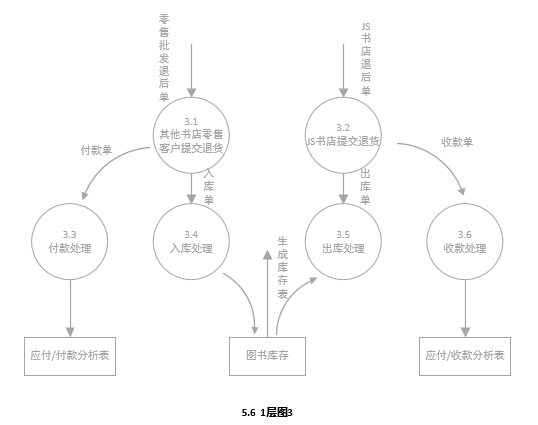 零售批发退后单
JS书店退后单
3.1
其他书店零售
客户提交退货
3.2
JS书店提交退货
付款单
收款单
入库单
出库单
3.3
付款处理
3.4
入库处理
生成库存表
3.5
出库处理
3.6
收款处理
应付/付款分析表
图书库存
应付/收款分析表
5.6 1层图3